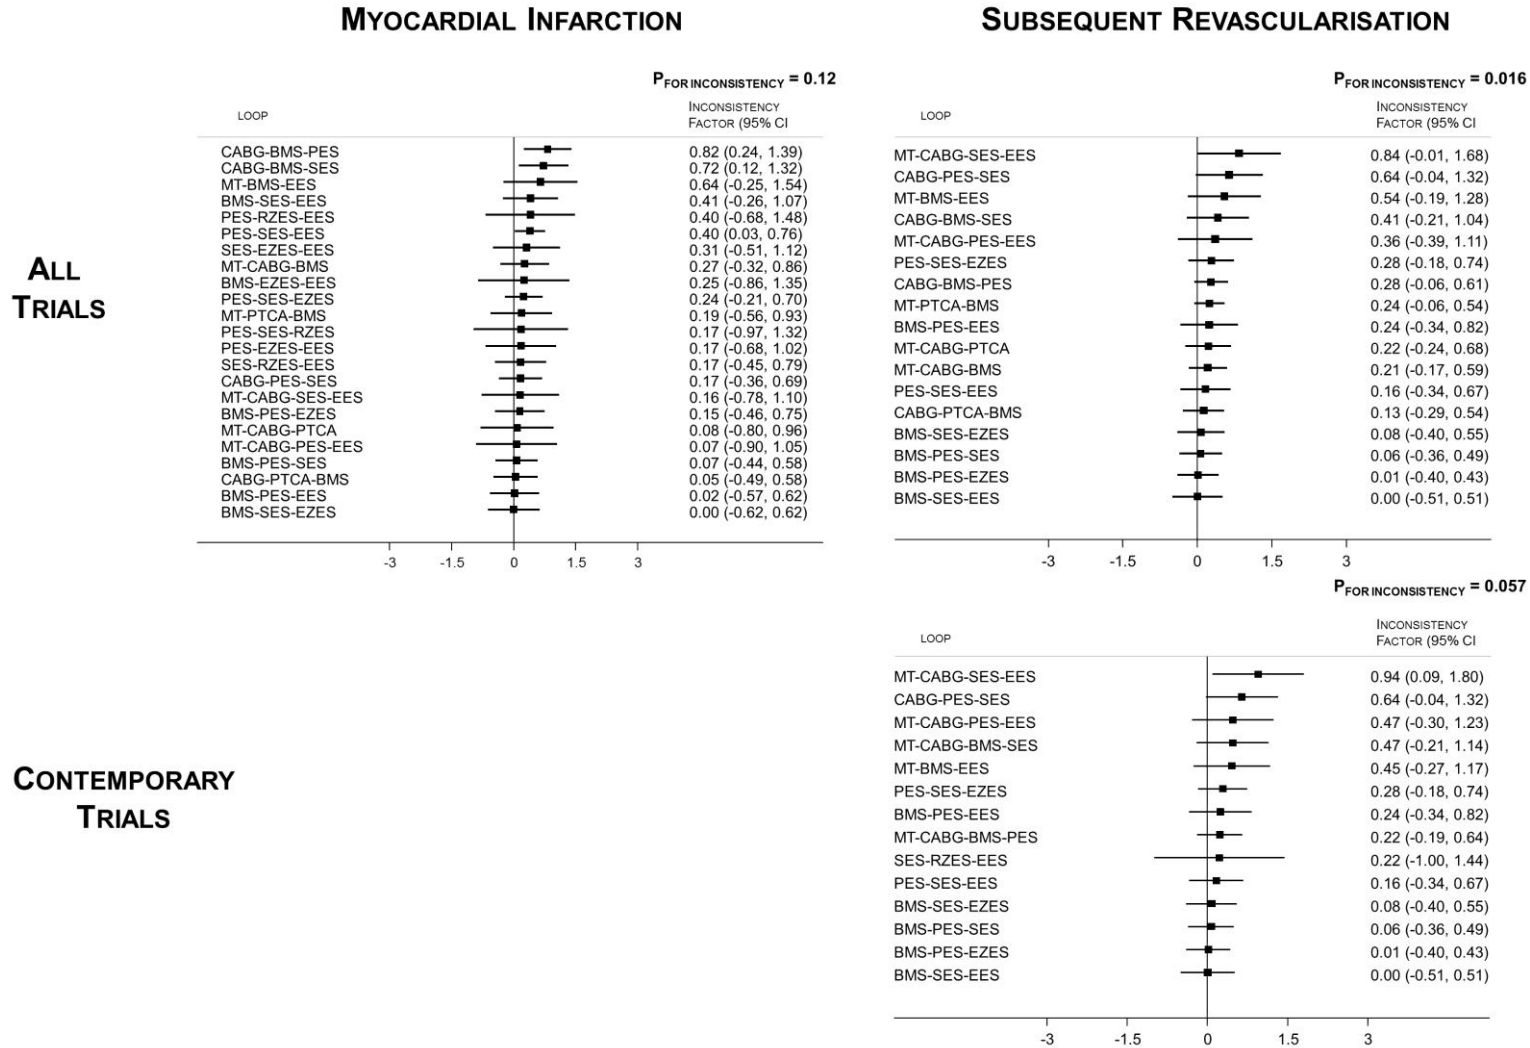 MYOCARDIAL INFARCTION
SUBSEQUENT REVASCULARISATION
ALL
TRIALS
P FOR INCONSISTENCY = 0.12
LOOP
INCONSISTENCY
FACTOR (95% CI
CABG-BMS-PES 0.82 (0.24, 1.39)
CABG-BMS-SES 0.72 (0.12, 1.32)
MT-BMS-EES 0.64 (-0.25, 1.54)
BMS-SES-EES 0.41 (-0.26, 1.07)
PES-RZES-EES 0.40 (-0.68, 1.48)
PES-SES-EES 0.40 (0.03, 0.76)
SES-EZES-EES 0.31 (-0.51, 1.12)
MT-CABG-BMS 0.27 (-0.32, 0.86)
BMS-EZES-EES 0.25 (-0.86, 1.35)
PES-SES-EZES 0.24 (-0.21, 0.70)
MT-PTCA-BMS 0.19 (-0.56, 0.93)
PES-SES-RZES 0.17 (-0.97, 1.32)
PES-EZES-EES 0.17 (-0.68, 1.02)
SES-RZES-EES 0.17 (-0.45, 0.79)
CABG-PES-SES 0.17 (-0.36, 0.69)
MT-CABG-SES-EES 0.16 (-0.78, 1.10)
BMS-PES-EZES 0.15 (-0.46, 0.75)
MT-CABG-PTCA 0.08 (-0.80, 0.96)
MT-CABG-PES-EES 0.07 (-0.90, 1.05)
BMS-PES-SES 0.07 (-0.44, 0.58)
CABG-PTCA-BMS 0.05 (-0.49, 0.58)
BMS-PES-EES 0.02 (-0.57, 0.62)
BMS-SES-EZES 0.00 (-0.62, 0.62)
-3 -1.5 0 1.5 3
P FOR INCONSISTENCY = 0.016
LOOP
INCONSISTENCY
FACTOR (95% CI
MT-CABG-SES-EES 0.84 (-0.01, 1.68)
CABG-PES-SES 0.64 (-0.04, 1.32)
MT-BMS-EES 0.54 (-0.19, 1.28)
CABG-BMS-SES 0.41 (-0.21, 1.04)
MT-CABG-PES-EES 0.36 (-0.39, 1.11)
PES-SES-EZES 0.28 (-0.18, 0.74)
CABG-BMS-PES 0.28 (-0.06, 0.61)
MT-PTCA-BMS 0.24 (-0.06, 0.54)
BMS-PES-EES 0.24 (-0.34, 0.82)
MT-CABG-PTCA 0.22 (-0.24, 0.68)
MT-CABG-BMS 0.21 (-0.17, 0.59)
PES-SES-EES 0.16 (-0.34, 0.67)
CABG-PTCA-BMS 0.13 (-0.29, 0.54)
BMS-SES-EZES 0.08 (-0.40, 0.55)
BMS-PES-SES 0.06 (-0.36, 0.49)
BMS-PES-EZES 0.01 (-0.40, 0.43)
BMS-SES-EES 0.00 (-0.51, 0.51)
-3 -1.5 0 1.5 3
CONTEMPORARY
TRIALS
P FOR INCONSISTENCY = 0.057
LOOP
INCONSISTENCY
FACTOR (95% CI
MT-CABG-SES-EES 0.94 (0.09, 1.80)
CABG-PES-SES 0.64 (-0.04, 1.32)
MT-CABG-PES-EES 0.47 (-0.30, 1.23)
MT-CABG-BMS-SES 0.47 (-0.21, 1.14)
MT-BMS-EES 0.45 (-0.27, 1.17)
PES-SES-EZES 0.28 (-0.18, 0.74)
BMS-PES-EES 0.24 (-0.34, 0.82)
MT-CABG-BMS-PES 0.22 (-0.19, 0.64)
SES-RZES-EES 0.22 (-1.00, 1.44)
PES-SES-EES 0.16 (-0.34, 0.67)
BMS-SES-EZES 0.08 (-0.40, 0.55)
BMS-PES-SES 0.06 (-0.36, 0.49)
BMS-PES-EZES 0.01 (-0.40, 0.43)
BMS-SES-EES 0.00 (-0.51, 0.51)
-3 -1.5 0 1.5 3